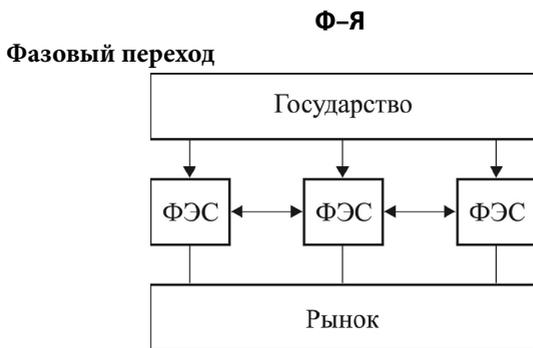 Ф–Я
Фазовый переход
Государство
ФЭС ФЭС ФЭС
Рынок